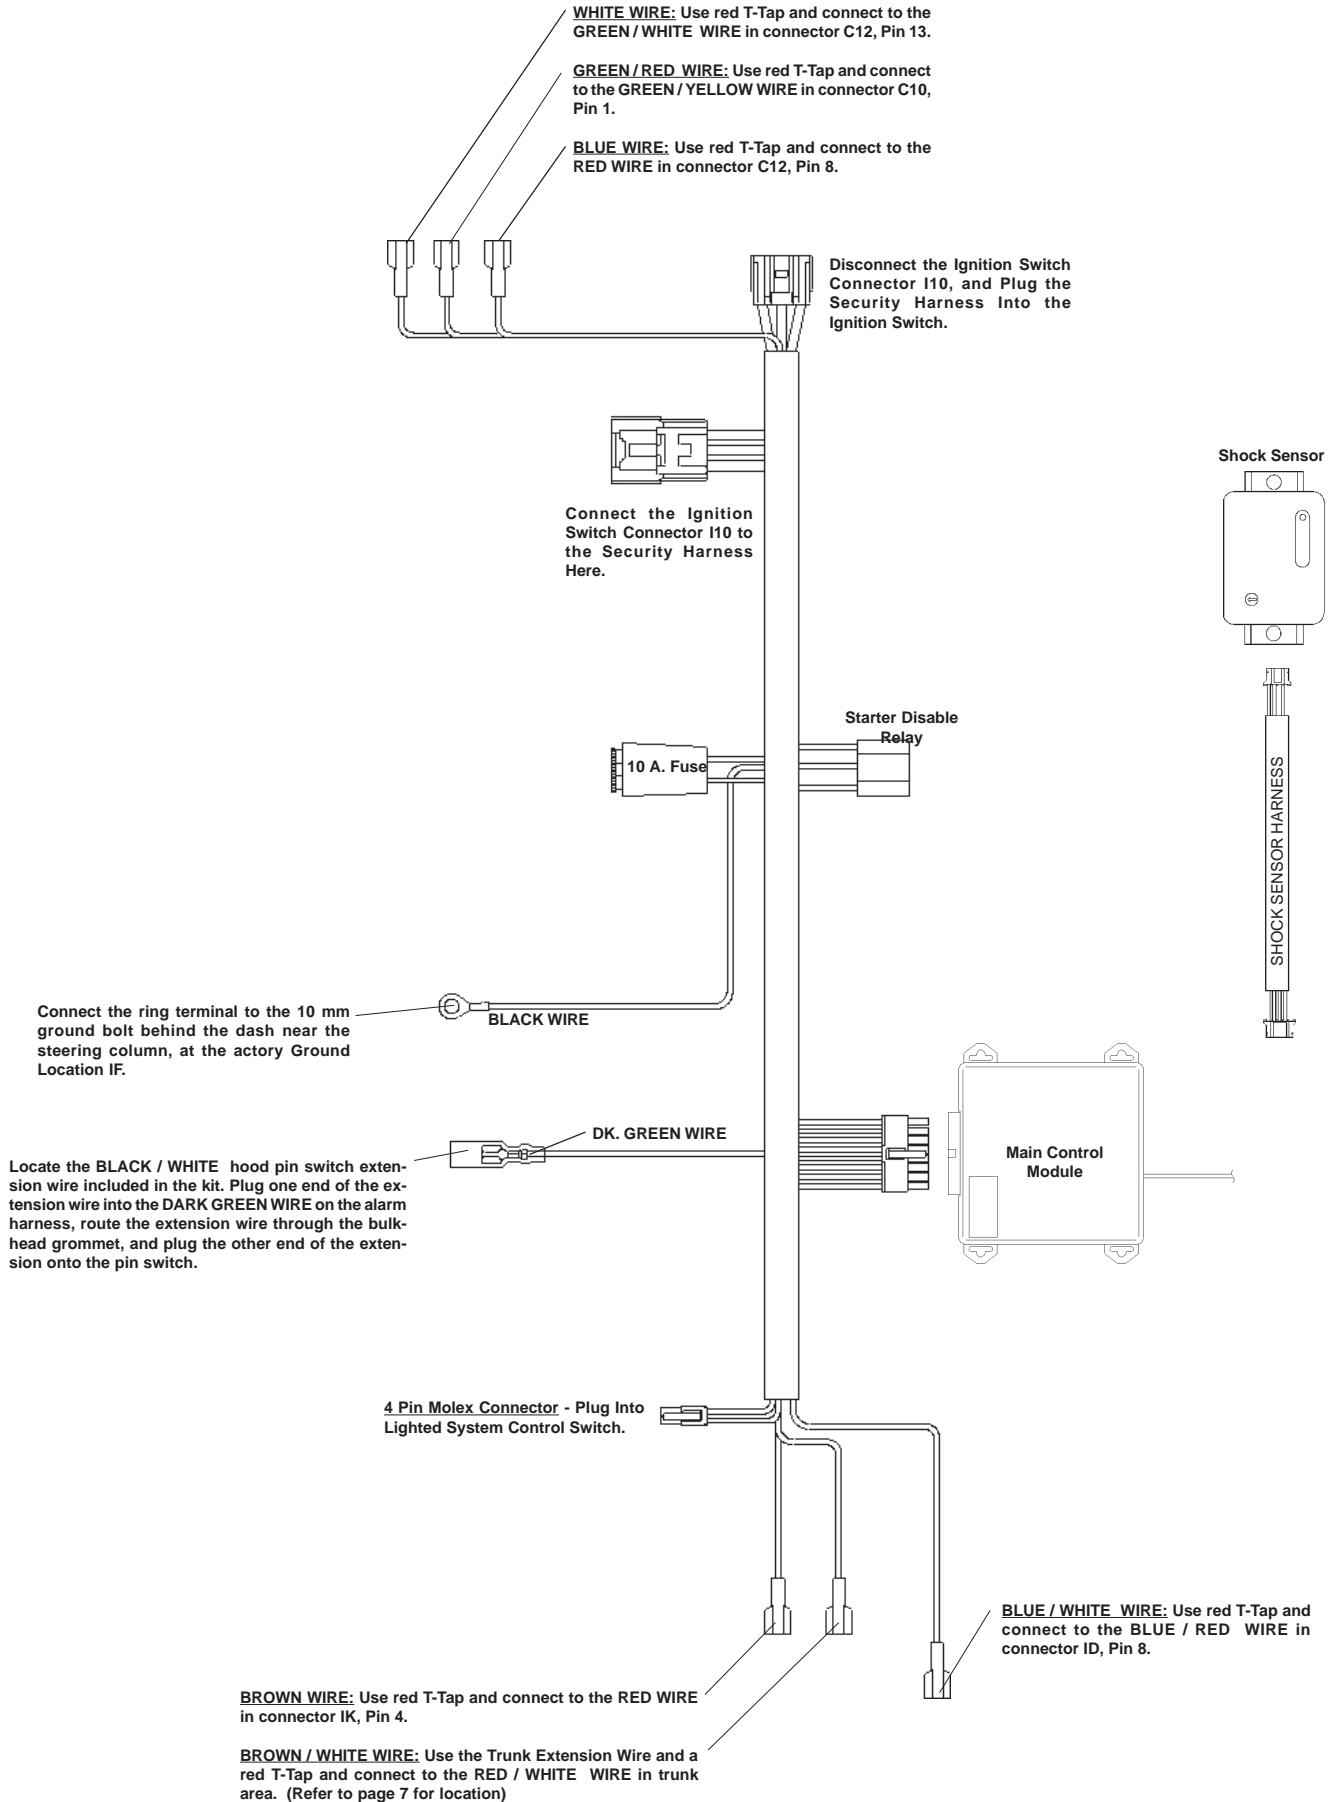 WHITE WIRE: Use red T-Tap and connect to the
GREEN / WHITE WIRE in connector C12, Pin 13.
GREEN / RED WIRE: Use red T-Tap and connect
to the GREEN / YELLOW WIRE in connector C10,
Pin 1.
BLUE WIRE: Use red T-Tap and connect to the
RED WIRE in connector C12, Pin 8.
Disconnect the Ignition Switch
Connector I10, and Plug the
Security Harness Into the
Ignition Switch.
Connect the Ignition
Switch Connector I10 to
the Security Harness
Here.
Shock Sensor
Starter Disable
Relay
10 A. Fuse
SHOCK SENSOR HARNESS
Connect the ring terminal to the 10 mm
ground bolt behind the dash near the
steering column, at the actory Ground
Location IF.
BLACK WIRE
DK. GREEN WIRE
Main Control
Module
Locate the BLACK / WHITE hood pin switch exten-
sion wire included in the kit. Plug one end of the ex-
tension wire into the DARK GREEN WIRE on the alarm
harness, route the extension wire through the bulk-
head grommet, and plug the other end of the exten-
sion onto the pin switch.
4 Pin Molex Connector - Plug Into
Lighted System Control Switch.
BLUE / WHITE WIRE: Use red T-Tap and
connect to the BLUE / RED WIRE in
connector ID, Pin 8.
BROWN WIRE: Use red T-Tap and connect to the RED WIRE
in connector IK, Pin 4.
BROWN / WHITE WIRE: Use the Trunk Extension Wire and a
red T-Tap and connect to the RED / WHITE WIRE in trunk
area. (Refer to page 7 for location)